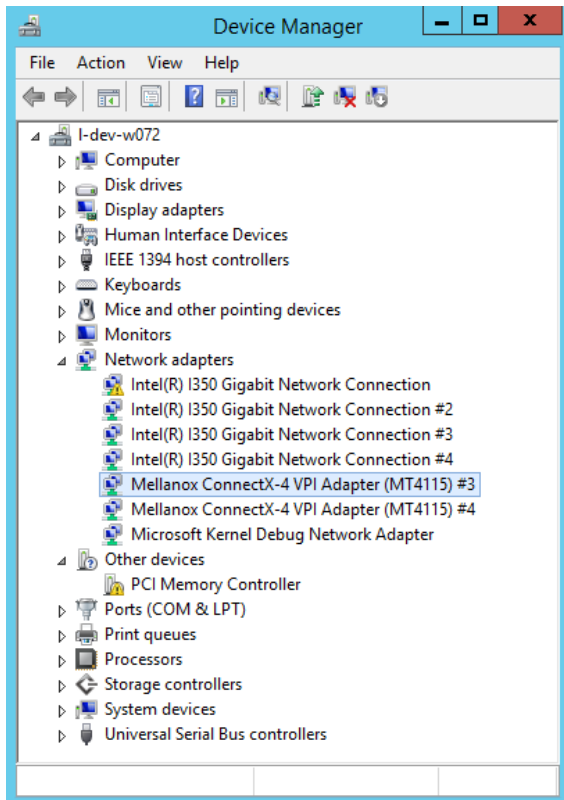 Device Manager
File Action View Help
l-dev-w072
Computer
Disk drives
Display adapters
Human Interface Devices
IEEE 1394 host controllers
Keyboards
Mice and other pointing devices
Monitors
Network adapters
Intel(R) I350 Gigabit Network Connection
Intel(R) I350 Gigabit Network Connection #2
Intel(R) I350 Gigabit Network Connection #3
Intel(R) I350 Gigabit Network Connection #4
Mellanox ConnectX-4 VPI Adapter (MT4115) #3
Mellanox ConnectX-4 VPI Adapter (MT4115) #4
Microsoft Kernel Debug Network Adapter
Other devices
PCI Memory Controller
Ports (COM & LPT)
Print queues
Processors
Storage controllers
System devices
Universal Serial Bus controllers